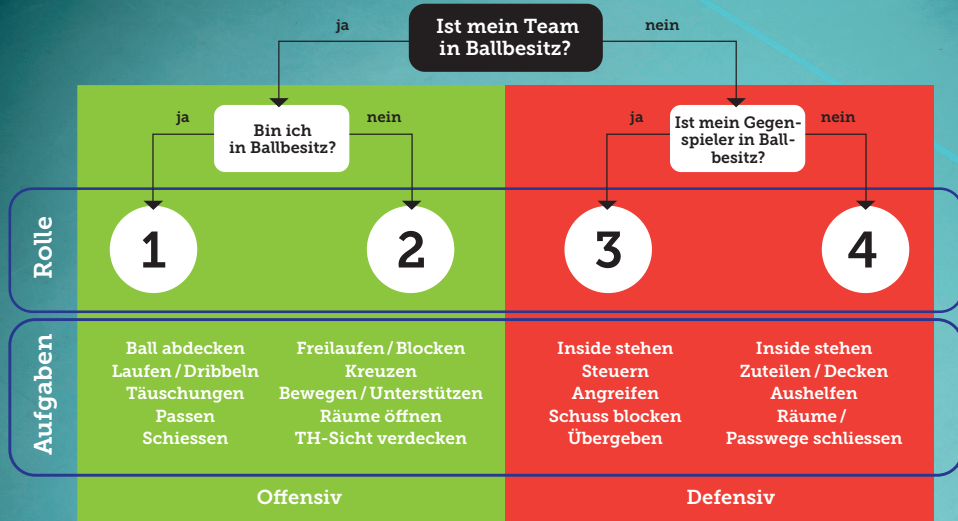 ja
Ist mein Team
in Ballbesitz?
nein
ja
Bin ich
in Ballbesitz?
nein
ja
Ist mein Gegen-
spieler in Ball-
besitz?
nein
Rolle
1
2
3
4
Aufgaben
Ball abdecken
Laufen / Dribbeln
Täuschungen
Passen
Schiessen
Freilaufen / Blocken
Kreuzen
Bewegen / Unterstützen
Räume öffnen
TH-Sicht verdecken
Inside stehen
Steuern
Angreifen
Schuss blocken
Übergeben
Inside stehen
Zuteilen / Decken
Aushelfen
Räume /
Passwege schliessen
Offensiv
Defensiv